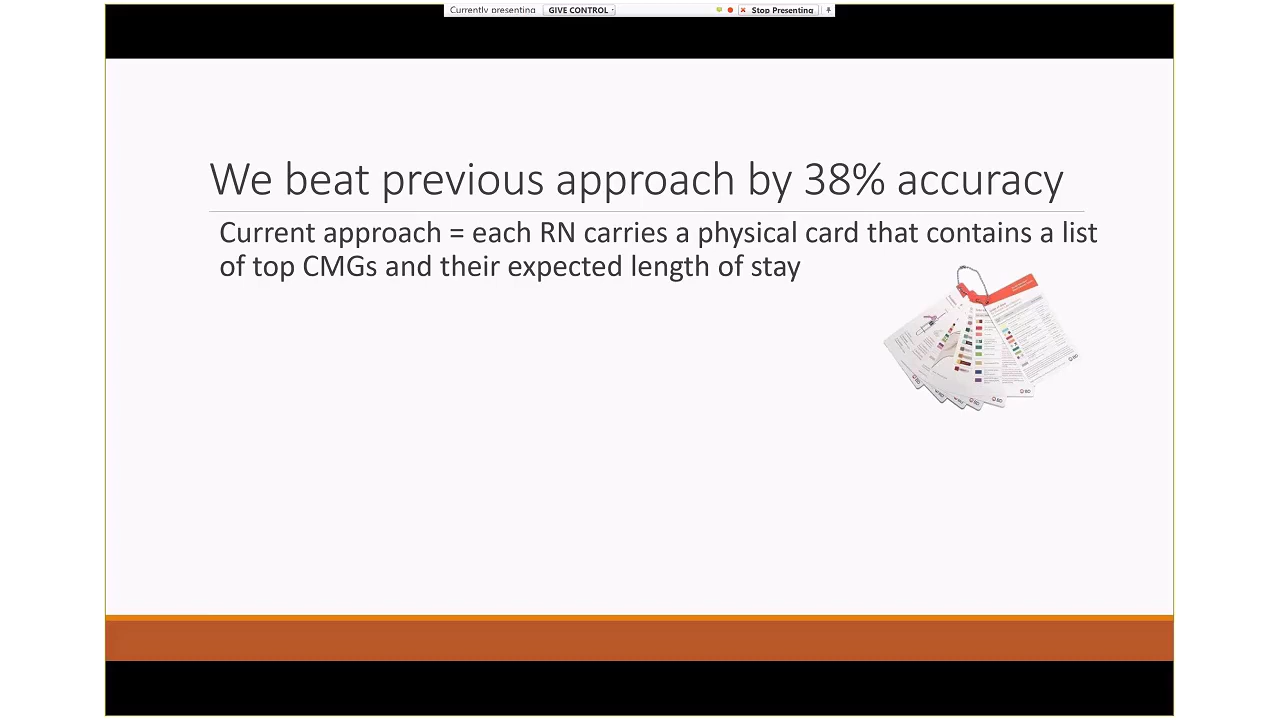 Currently presenting GIVE CONTROL Stop Presenting
We beat previous approach by 38% accuracy
Current approach = each RN carries a physical card that contains a list
of top CMGs and their expected length of stay